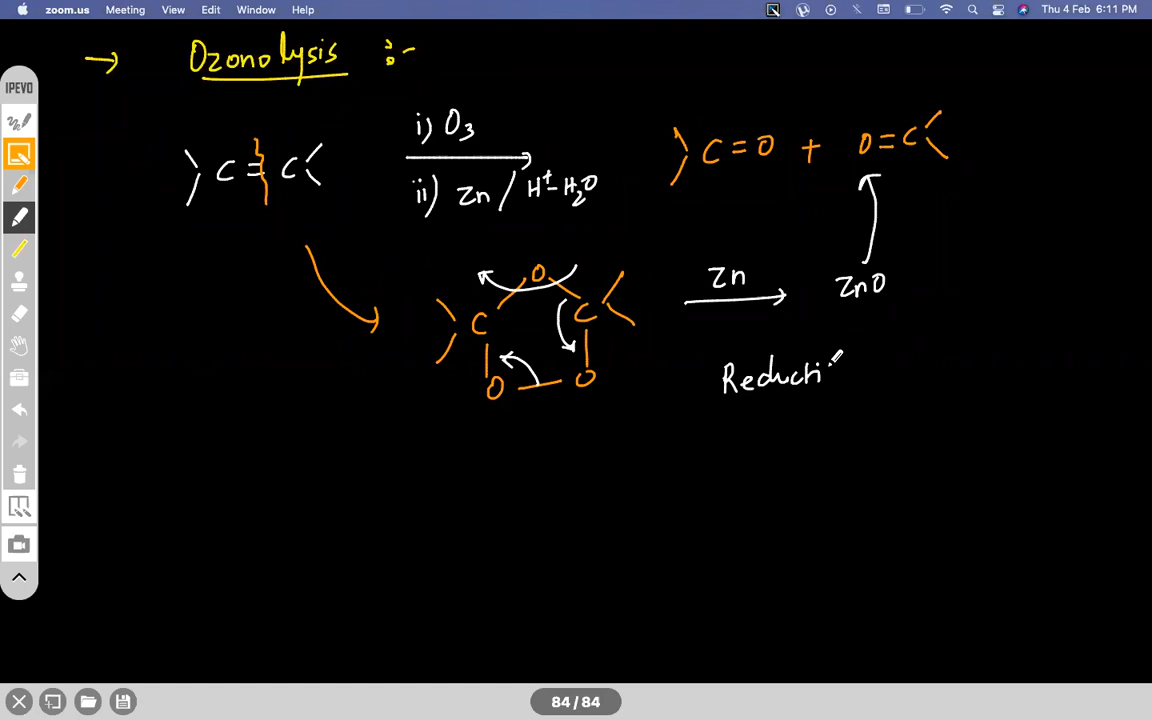 zoom.us Meeting View Edit Window Help Thu 4 Feb 6:11 PM
→ Ozonolysis :-
IPEVO
i) O3
C = C
ii) Zn / H+ - H2O
C = O + O = C
O
C C
O — O
Zn
ZnO
Reducti
84 / 84